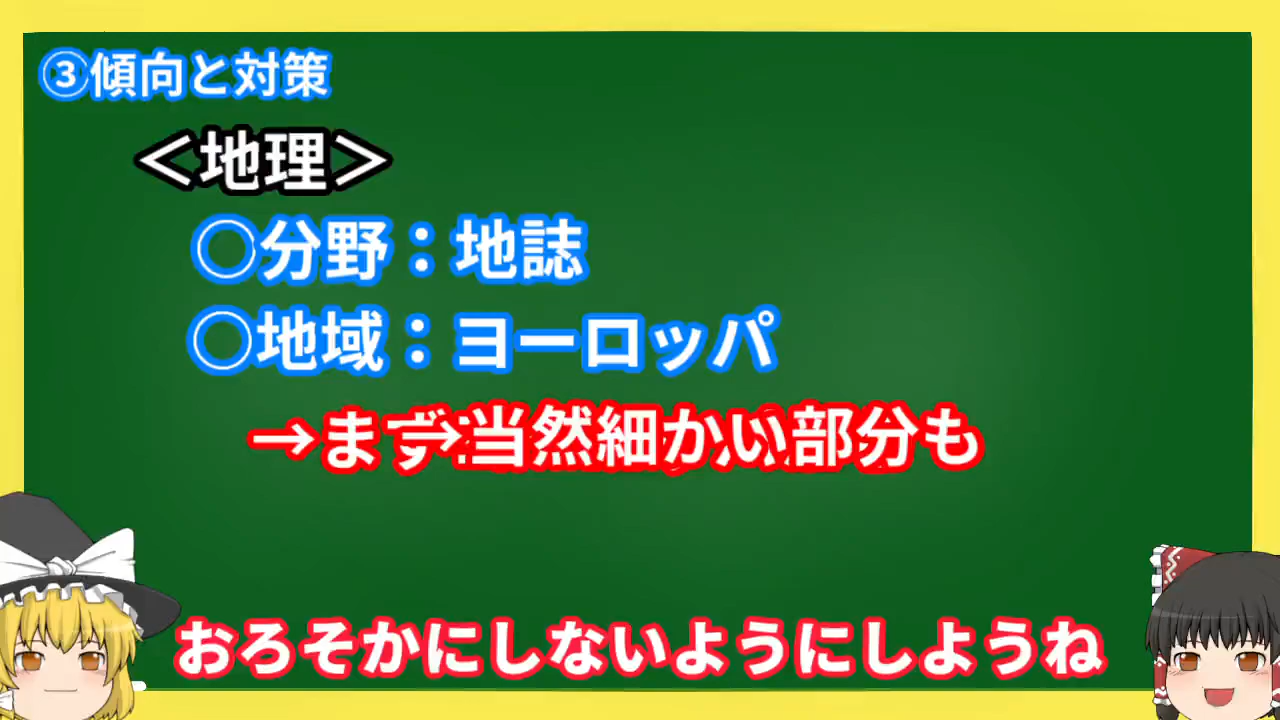 ③傾向と対策
＜地理＞
○分野：地誌
○地域：ヨーロッパ
→まず
当然細かい部分も
おろそかにしないようにしようね